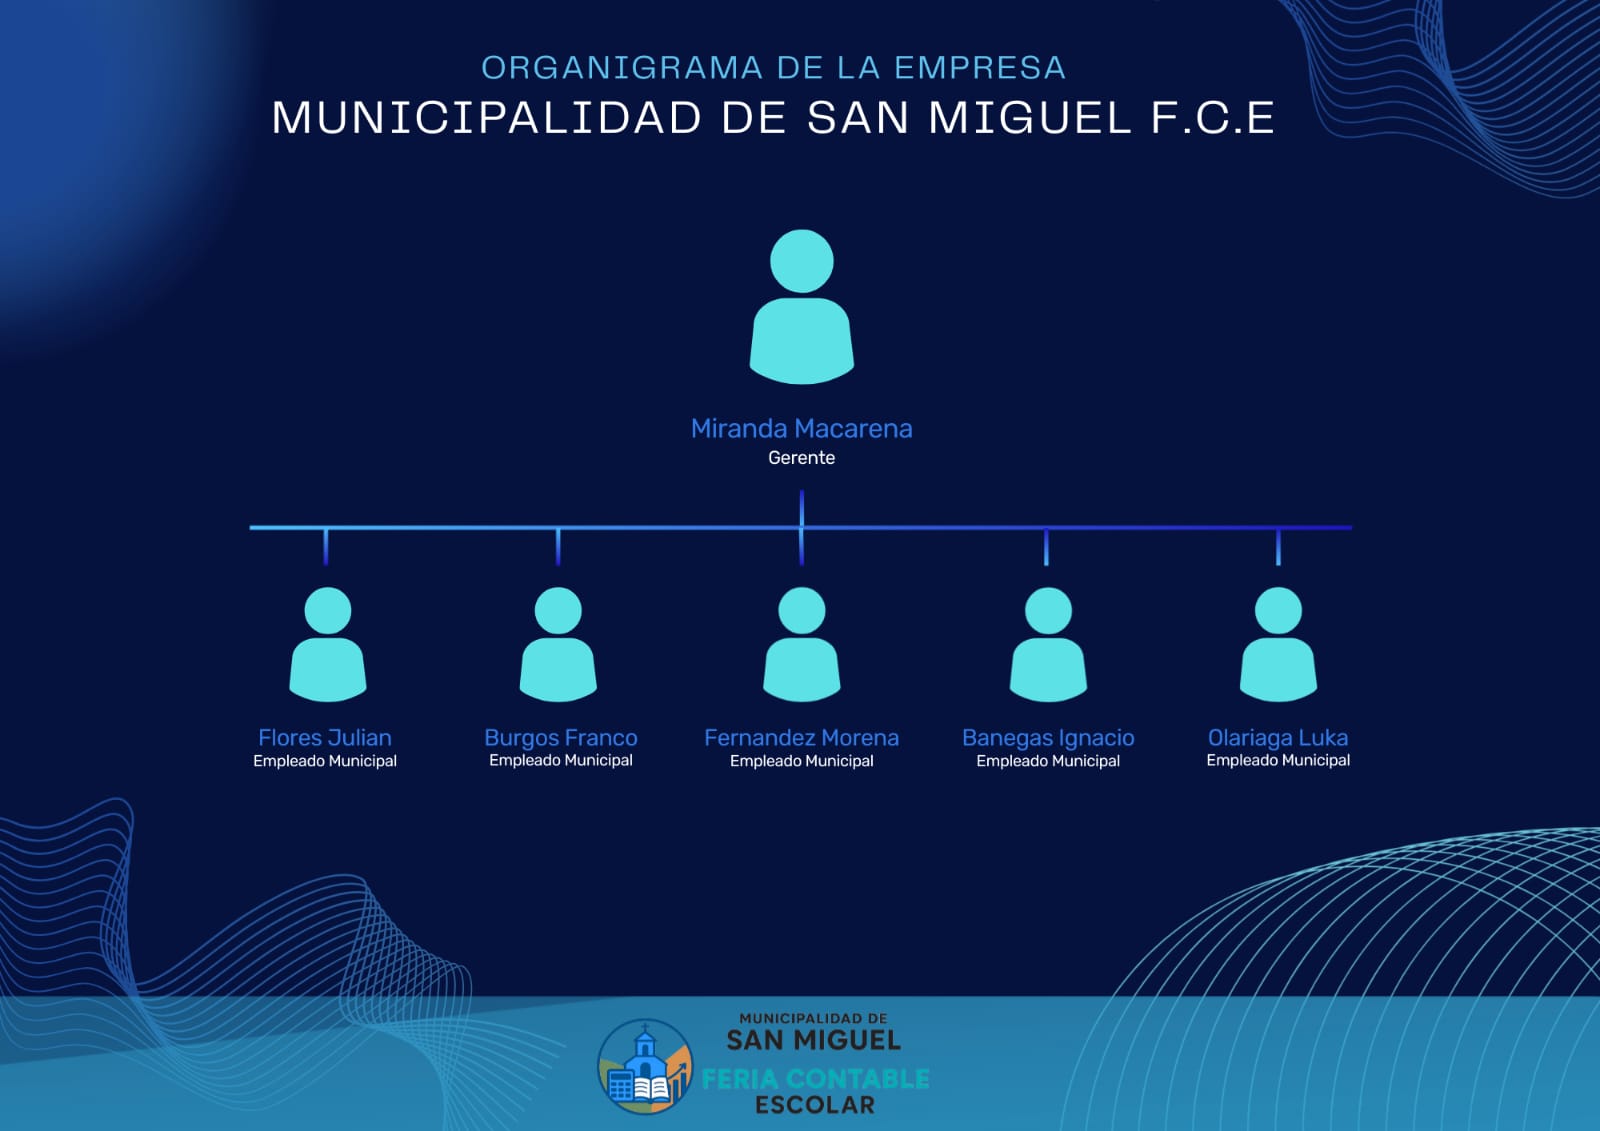 ORGANIGRAMA DE LA EMPRESA
MUNICIPALIDAD DE SAN MIGUEL F.C.E
Miranda Macarena
Gerente
Flores Julian
Empleado Municipal
Burgos Franco
Empleado Municipal
Fernandez Morena
Empleado Municipal
Banegas Ignacio
Empleado Municipal
Olariaga Luka
Empleado Municipal
MUNICIPALIDAD DE
SAN MIGUEL
FERIA CONTABLE
ESCOLAR